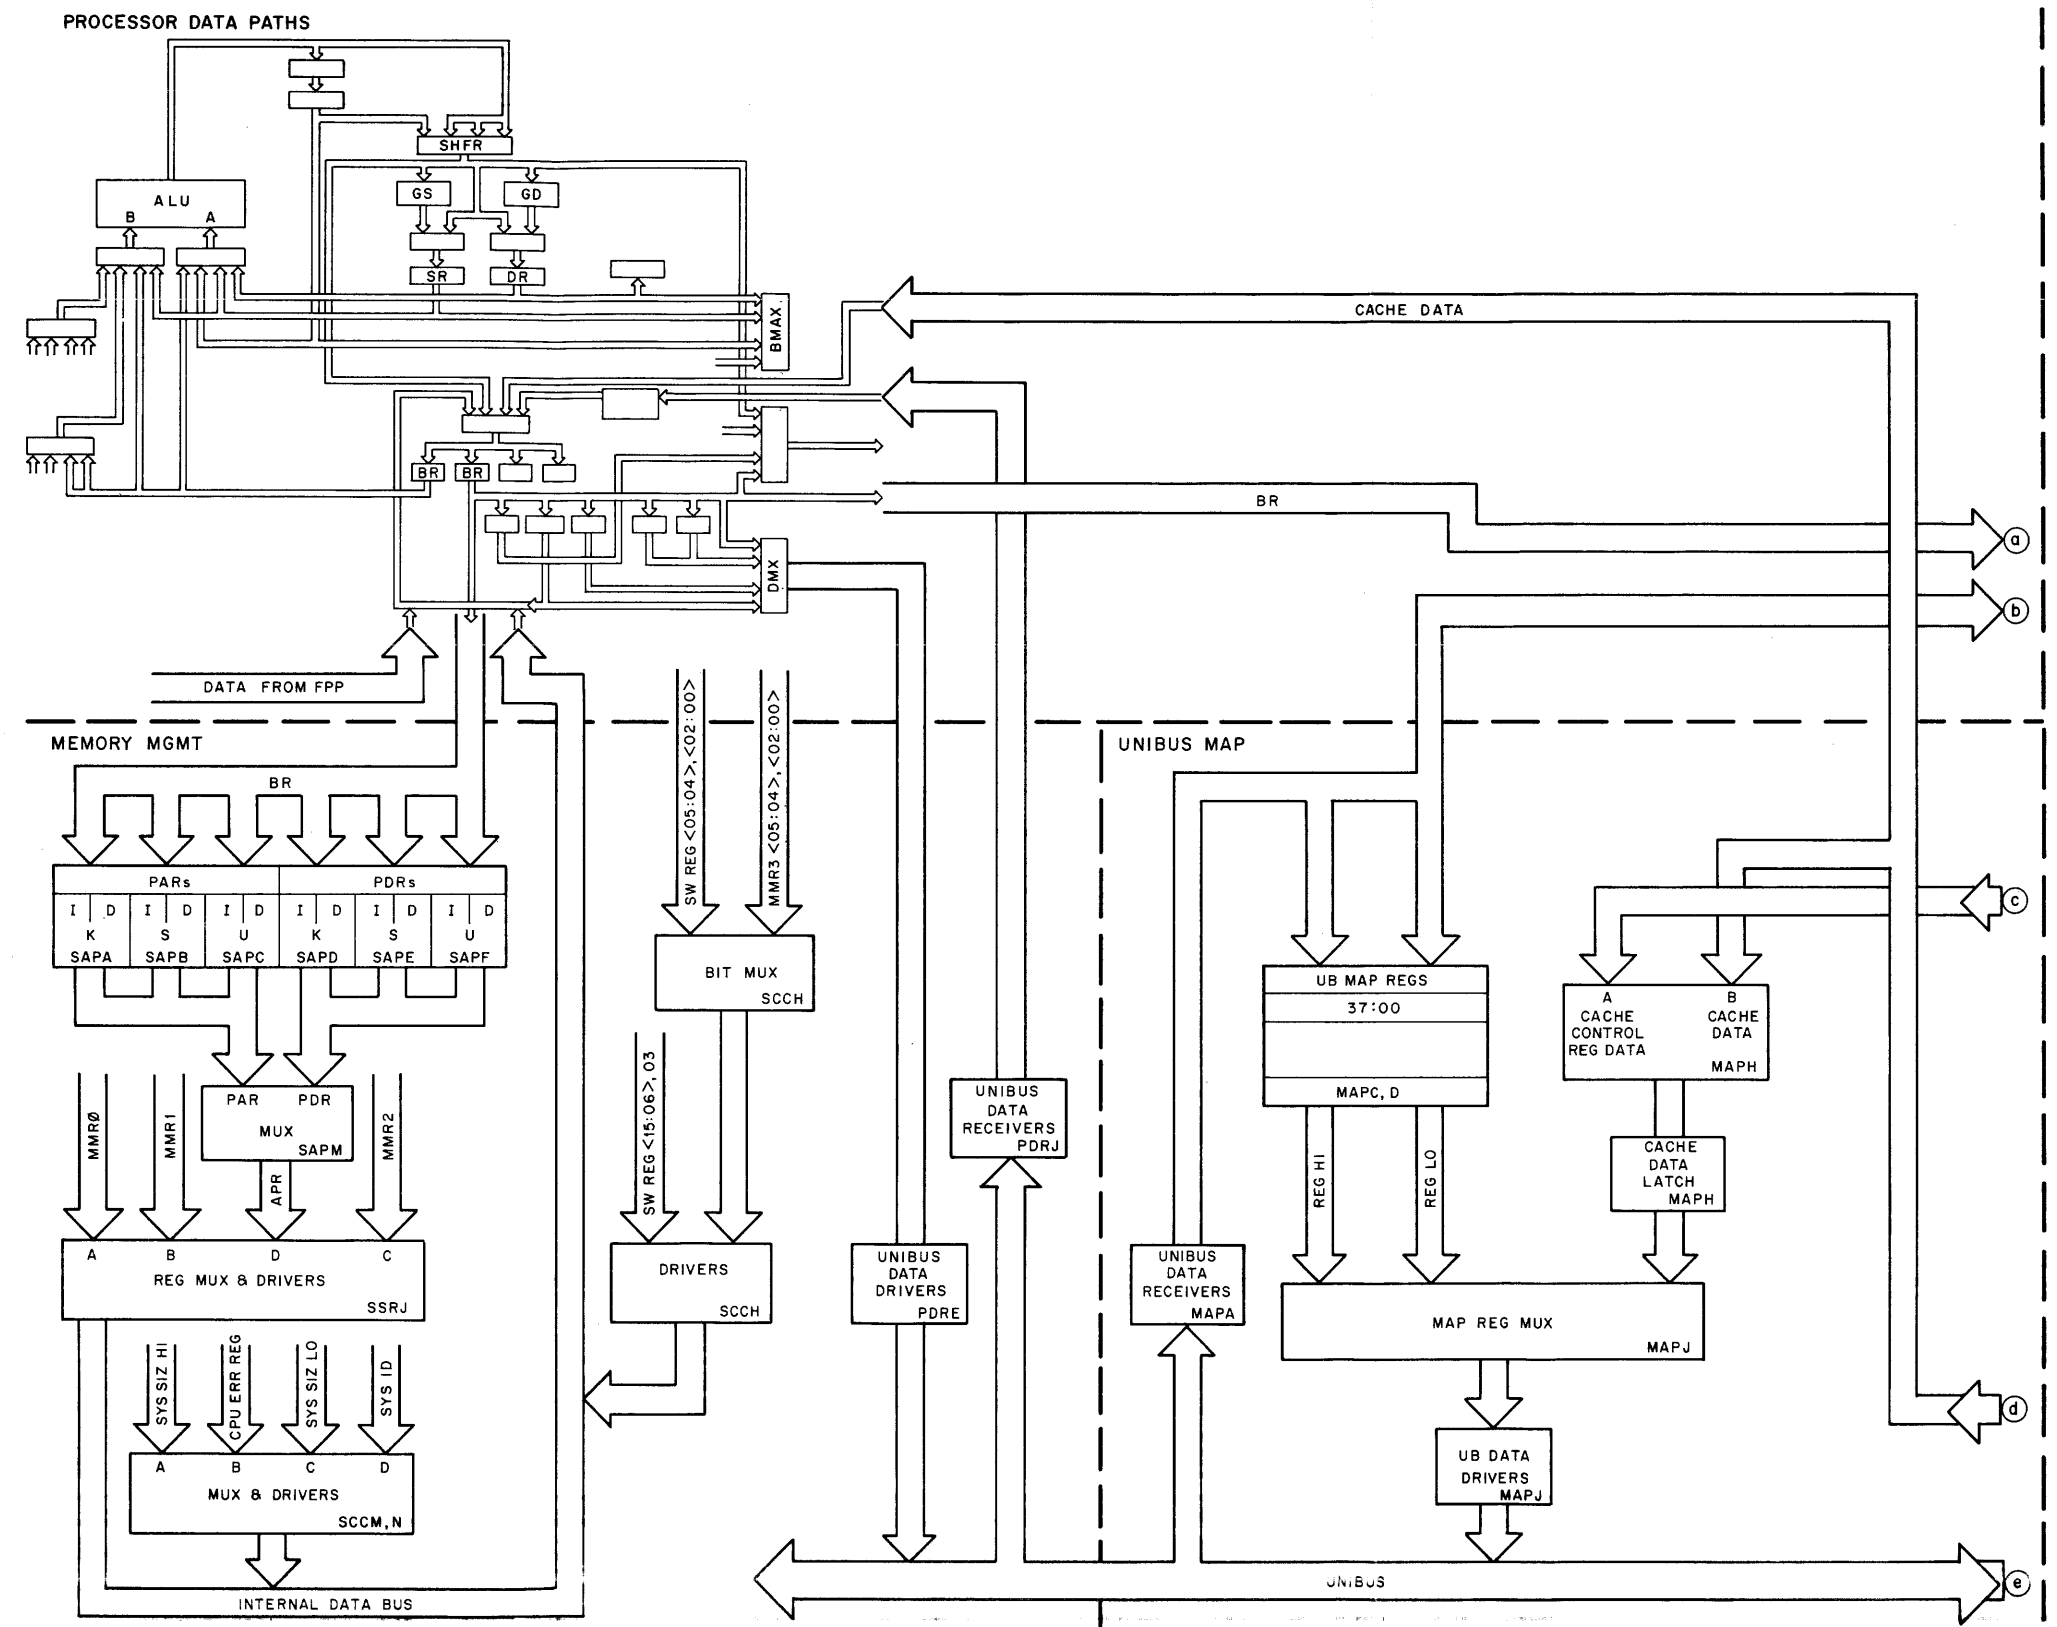 PROCESSOR DATA PATHS
SHFR
ALU
B A
GS
GD
SR
DR
BMAX
CACHE DATA
BR
BR
BR
DMX
a
b
DATA FROM FPP
MEMORY MGMT
UNIBUS MAP
BR
SW REG <05:04>,<02:00>
MMR3 <05:04>,<02:00>
PARs
PDRs
I D I D I D I D I D I D
K S U K S U
SAPA SAPB SAPC SAPD SAPE SAPF
BIT MUX
SCCH
UB MAP REGS
37:00
MAPC, D
c
A B
CACHE CONTROL REG DATA
CACHE DATA
MAPH
MMRØ
MMR1
PAR PDR
MUX
SAPM
APR
MMR2
SW REG <15:06>, 03
UNIBUS
DATA
RECEIVERS
PDRJ
REG HI
REG LO
CACHE
DATA
LATCH
MAPH
A B D C
REG MUX & DRIVERS
SSRJ
DRIVERS
SCCH
UNIBUS
DATA
DRIVERS
PDRE
UNIBUS
DATA
RECEIVERS
MAPA
MAP REG MUX
MAPJ
SYS SIZ HI
CPU ERR REG
SYS SIZ LO
SYS ID
A B C D
MUX & DRIVERS
SCCM, N
d
UB DATA
DRIVERS
MAPJ
INTERNAL DATA BUS
UNIBUS
e